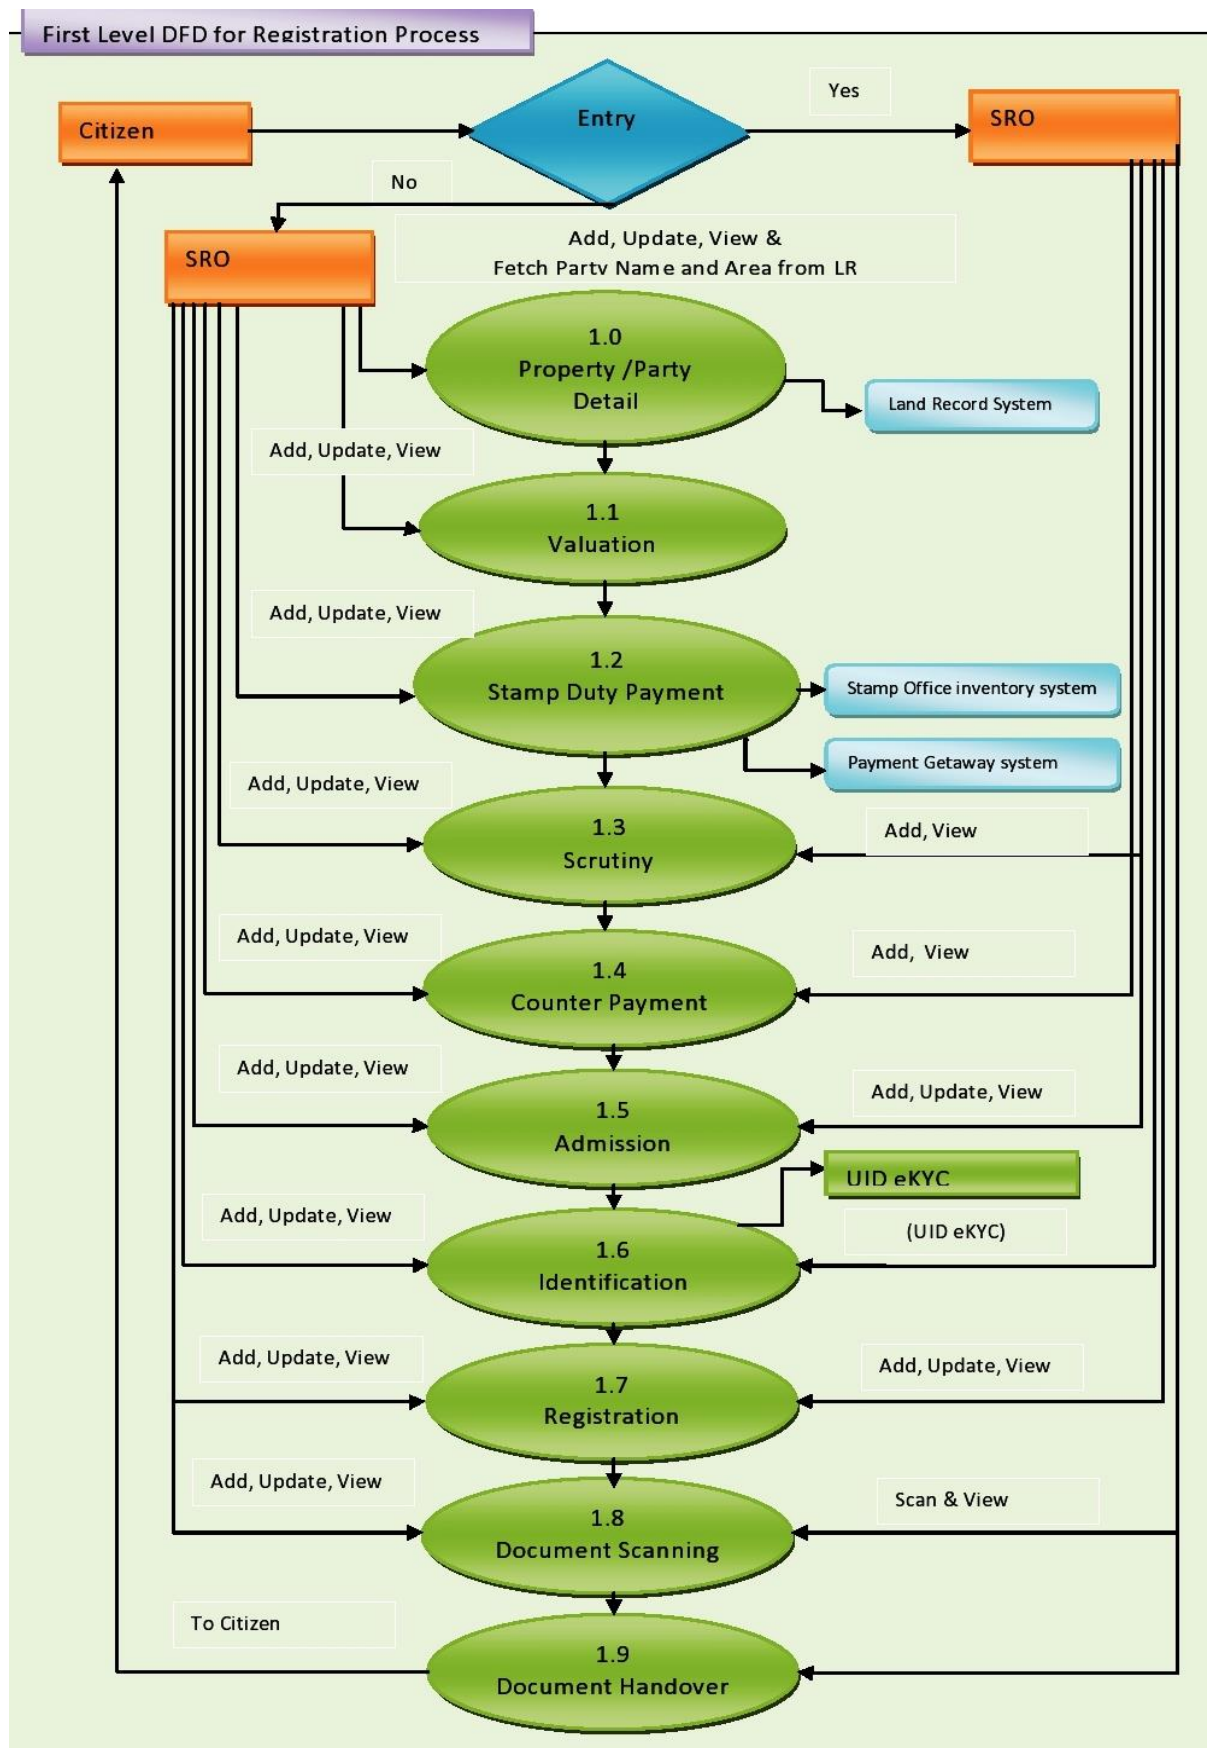 First Level DFD for Registration Process
Citizen
Entry
Yes
SRO
No
SRO
Add, Update, View &
Fetch Party Name and Area from LR
1.0
Property /Party
Detail
Land Record System
Add, Update, View
1.1
Valuation
Add, Update, View
1.2
Stamp Duty Payment
Stamp Office inventory system
Payment Getaway system
Add, Update, View
1.3
Scrutiny
Add, View
Add, Update, View
1.4
Counter Payment
Add, View
Add, Update, View
1.5
Admission
Add, Update, View
UID eKYC
Add, Update, View
(UID eKYC)
1.6
Identification
Add, Update, View
1.7
Registration
Add, Update, View
Add, Update, View
1.8
Document Scanning
Scan & View
To Citizen
1.9
Document Handover